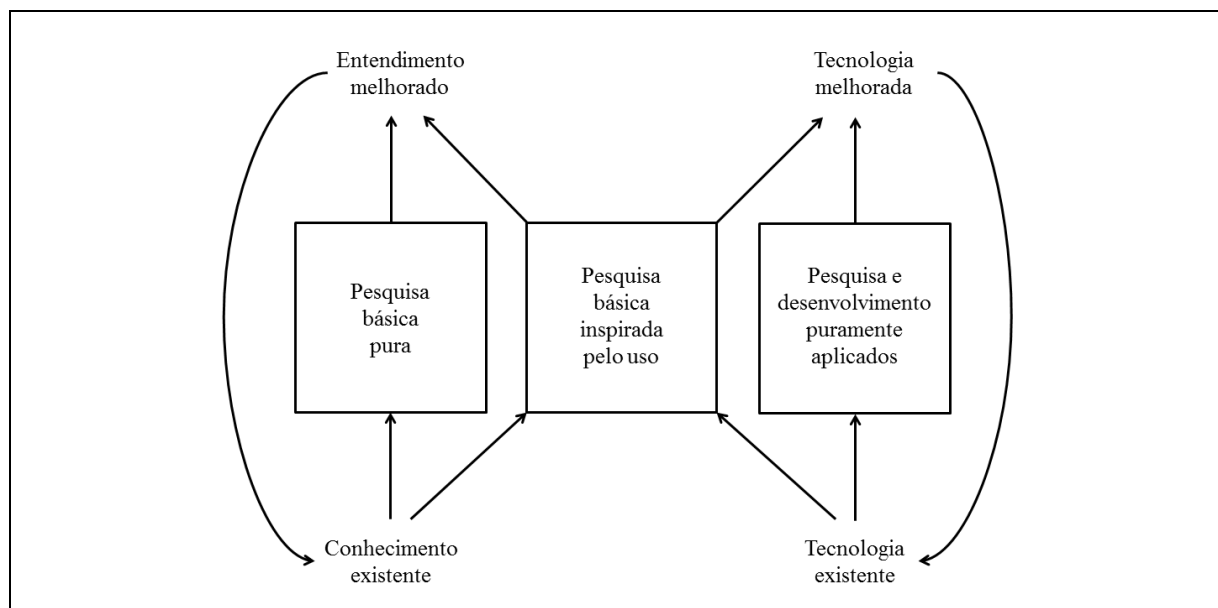 Entendimento
melhorado
Tecnologia
melhorada
Pesquisa
básica
pura
Pesquisa
básica
inspirada
pelo uso
Pesquisa e
desenvolvimento
puramente
aplicados
Conhecimento
existente
Tecnologia
existente